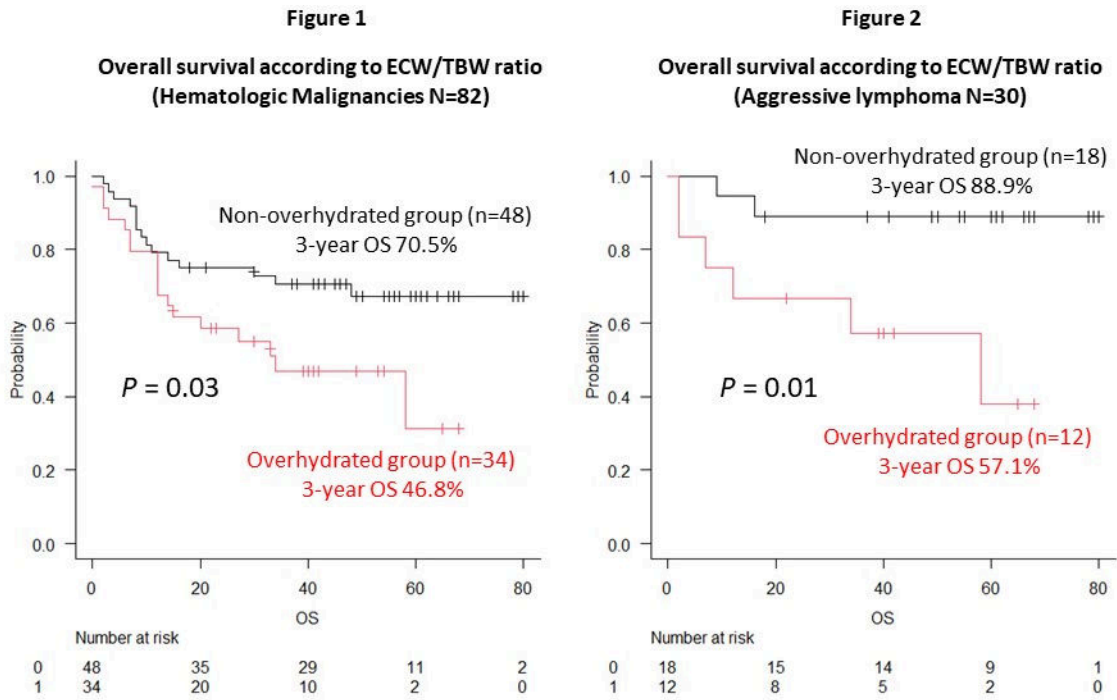 Figure 1
Overall survival according to ECW/TBW ratio
(Hematologic Malignancies N=82)
Probability
1.0
0.8
0.6
0.4
0.2
0.0
Non-overhydrated group (n=48)
3-year OS 70.5%
P = 0.03
Overhydrated group (n=34)
3-year OS 46.8%
0 20 40 60 80
OS
Number at risk
0 48 35 29 11 2
1 34 20 10 2 0
Figure 2
Overall survival according to ECW/TBW ratio
(Aggressive lymphoma N=30)
Probability
1.0
0.8
0.6
0.4
0.2
0.0
Non-overhydrated group (n=18)
3-year OS 88.9%
P = 0.01
Overhydrated group (n=12)
3-year OS 57.1%
0 20 40 60 80
OS
Number at risk
0 18 15 14 9 1
1 12 8 5 2 0